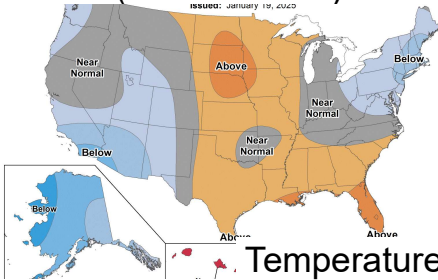 Issued: January 19, 2025
Near
Normal
Above
Below
Near
Normal
Near
Normal
Below
Below
Above
Above
Temperature